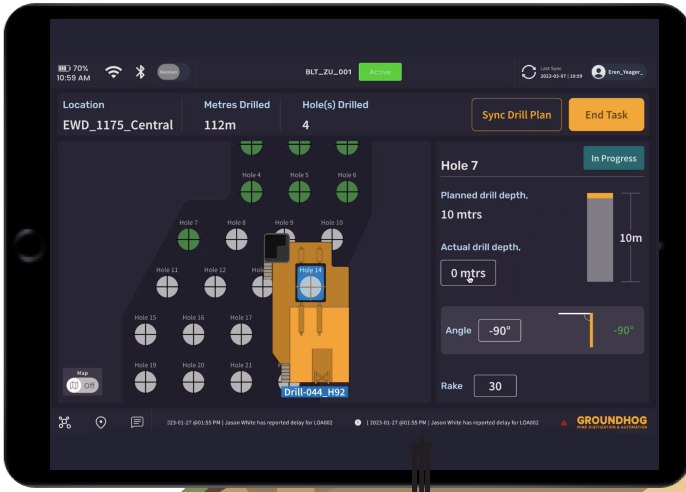 70%
10:59 AM
BLT_ZU_001
Active
Last Sync
2023-03-07 | 10:59
Eren_Yeager_
Location
EWD_1175_Central
Metres Drilled
112m
Hole(s) Drilled
4
Sync Drill Plan
End Task
Hole 4
Hole 5
Hole 6
Hole 7
Hole 8
Hole 9
Hole 10
Hole 11
Hole 12
Hole
Hole 14
Hole 15
Hole 16
Hole 17
Hole 19
Hole 20
Hole 21
Drill-044_H92
Map
Off
Hole 7
In Progress
Planned drill depth,
10 mtrs
Actual drill depth,
0 mtrs
10m
Angle
-90°
-90°
Rake
30
023-01-27 @01:55 PM | Jason White has reported delay for LOA002
[ 2023-01-27 @01:55 PM | Jason White has reported delay for LOA002
GROUNDHOG
MINE DIGITIZATION & AUTOMATION